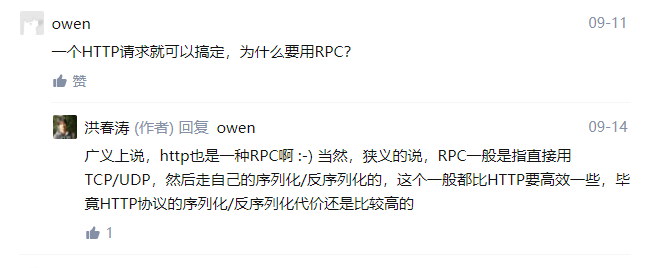 owen 09-11
一个HTTP请求就可以搞定，为什么要用RPC？
赞
洪春涛 (作者) 回复 owen 09-14
广义上说，http也是一种RPC啊 :-) 当然，狭义的说，RPC一般是指直接用
TCP/UDP，然后走自己的序列化/反序列化的，这个一般都比HTTP要高效一些，毕
竟HTTP协议的序列化/反序列化代价还是比较高的
1